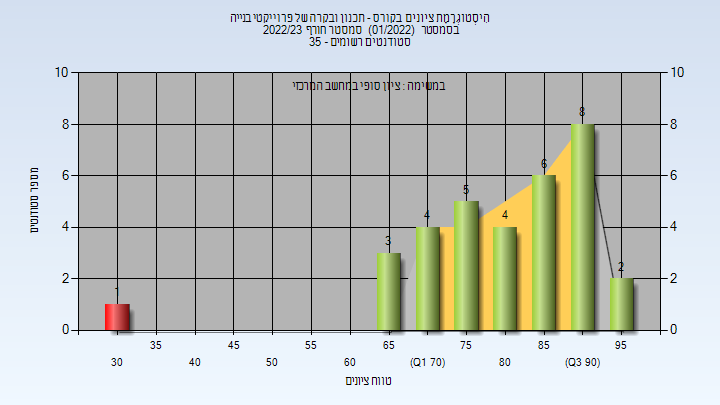 הִיסטוגרמת ציונים בקורס - תכנון ובקרה של פרוייקטי בנייה
בסמסטר (01/2022) סמסטר חורף 2022/23
סטודנטים רשומים - 35
במשימה : ציון סופי במחשב המרכזי
מספר סטודנטים
10 10
8 8
6 6
4 4
2 2
0 0
1 3 4 5 4 6 8 2
35 45 55 65 75 85 95
30 40 50 60 (Q1 70) 80 (Q3 90)
טווח ציונים